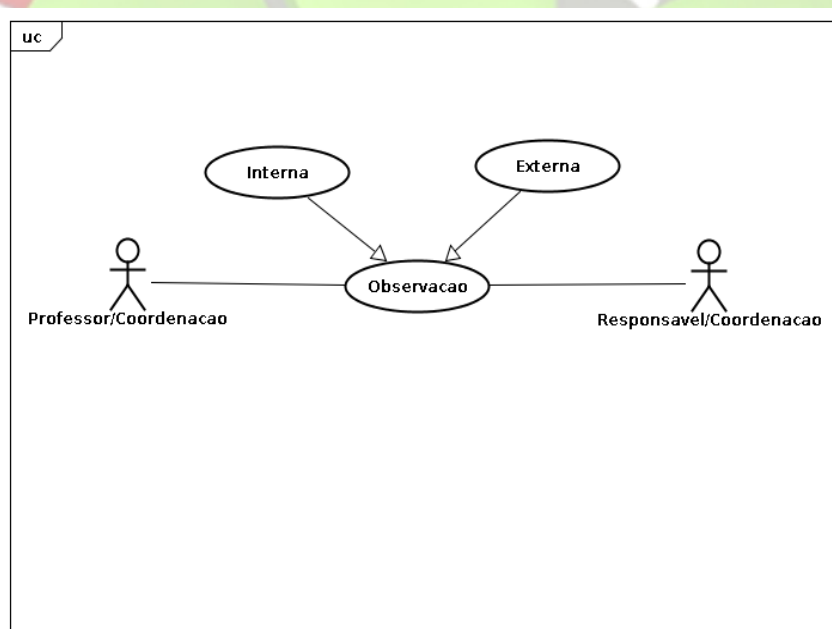 uc
Interna
Externa
Observacao
Professor/Coordenacao
Responsavel/Coordenacao